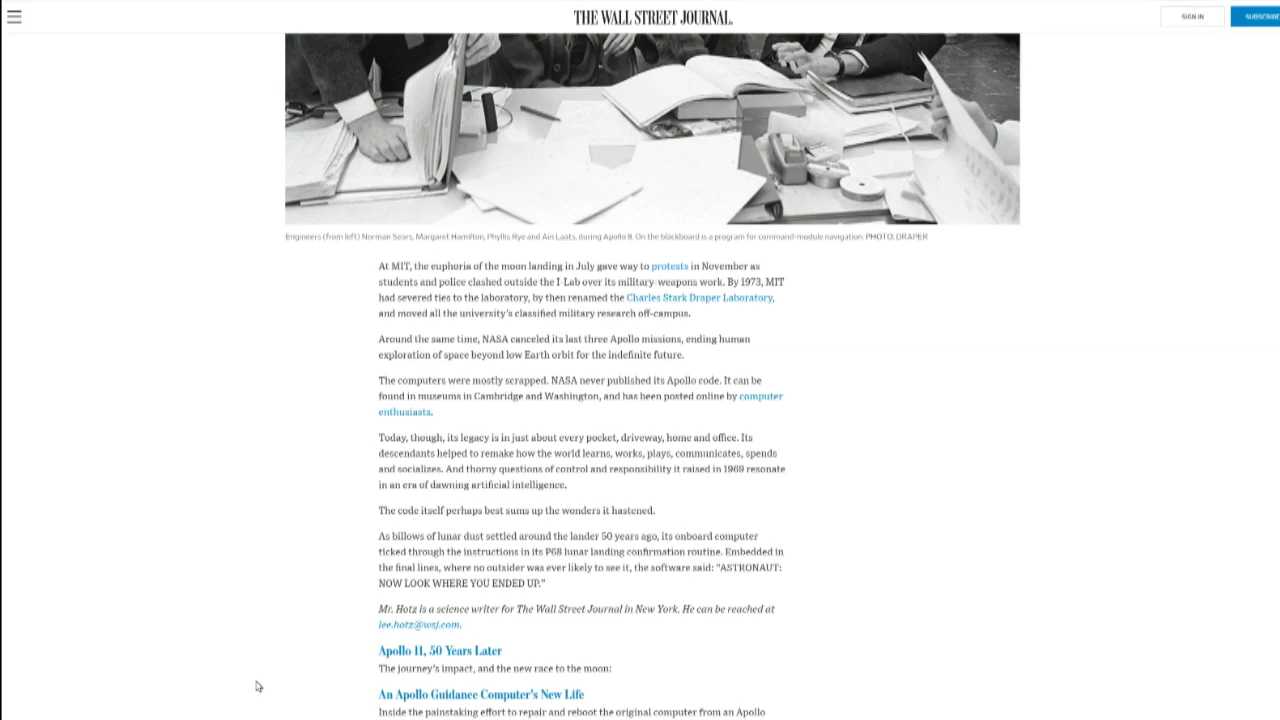 THE WALL STREET JOURNAL.
SIGN IN
SUBSCRIBE
Engineers (from left) Norman Sears, Margaret Hamilton, Phyllis Rye and Ain Laats, during Apollo 8. On the blackboard is a program for command-module navigation. PHOTO: DRAPER
At MIT, the euphoria of the moon landing in July gave way to protests in November as
students and police clashed outside the I-Lab over its military-weapons work. By 1973, MIT
had severed ties to the laboratory, by then renamed the Charles Stark Draper Laboratory,
and moved all the university's classified military research off-campus.
Around the same time, NASA canceled its last three Apollo missions, ending human
exploration of space beyond low Earth orbit for the indefinite future.
The computers were mostly scrapped. NASA never published its Apollo code. It can be
found in museums in Cambridge and Washington, and has been posted online by computer
enthusiasts.
Today, though, its legacy is in just about every pocket, driveway, home and office. Its
descendants helped to remake how the world learns, works, plays, communicates, spends
and socializes. And thorny questions of control and responsibility it raised in 1969 resonate
in an era of dawning artificial intelligence.
The code itself perhaps best sums up the wonders it hastened.
As billows of lunar dust settled around the lander 50 years ago, its onboard computer
ticked through the instructions in its P68 lunar landing confirmation routine. Embedded in
the final lines, where no outsider was ever likely to see it, the software said: "ASTRONAUT:
NOW LOOK WHERE YOU ENDED UP."
Mr. Hotz is a science writer for The Wall Street Journal in New York. He can be reached at
lee.hotz@wsj.com.
Apollo 11, 50 Years Later
The journey's impact, and the new race to the moon:
An Apollo Guidance Computer's New Life
Inside the painstaking effort to repair and reboot the original computer from an Apollo